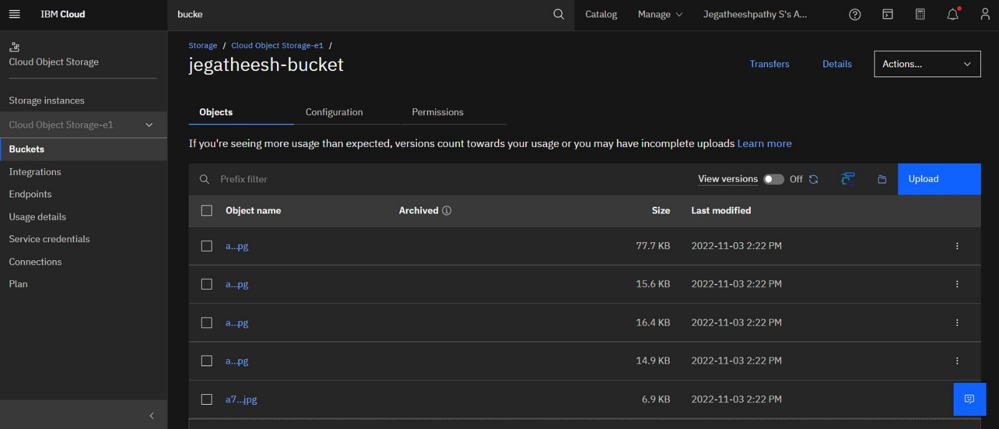 IBM Cloud
bucke
Catalog
Manage
Jegatheeshpathy S's A...
Cloud Object Storage
Storage instances
Cloud Object Storage-e1
Buckets
Integrations
Endpoints
Usage details
Service credentials
Connections
Plan
Storage / Cloud Object Storage-e1 /
jegatheesh-bucket
Transfers
Details
Actions...
Objects
Configuration
Permissions
If you're seeing more usage than expected, versions count towards your usage or you may have incomplete uploads Learn more
Prefix filter
View versions
Off
Upload
Object name Archived Size Last modified
a...pg 77.7 KB 2022-11-03 2:22 PM
a...pg 15.6 KB 2022-11-03 2:22 PM
a...pg 16.4 KB 2022-11-03 2:22 PM
a...pg 14.9 KB 2022-11-03 2:22 PM
a7...jpg 6.9 KB 2022-11-03 2:22 PM